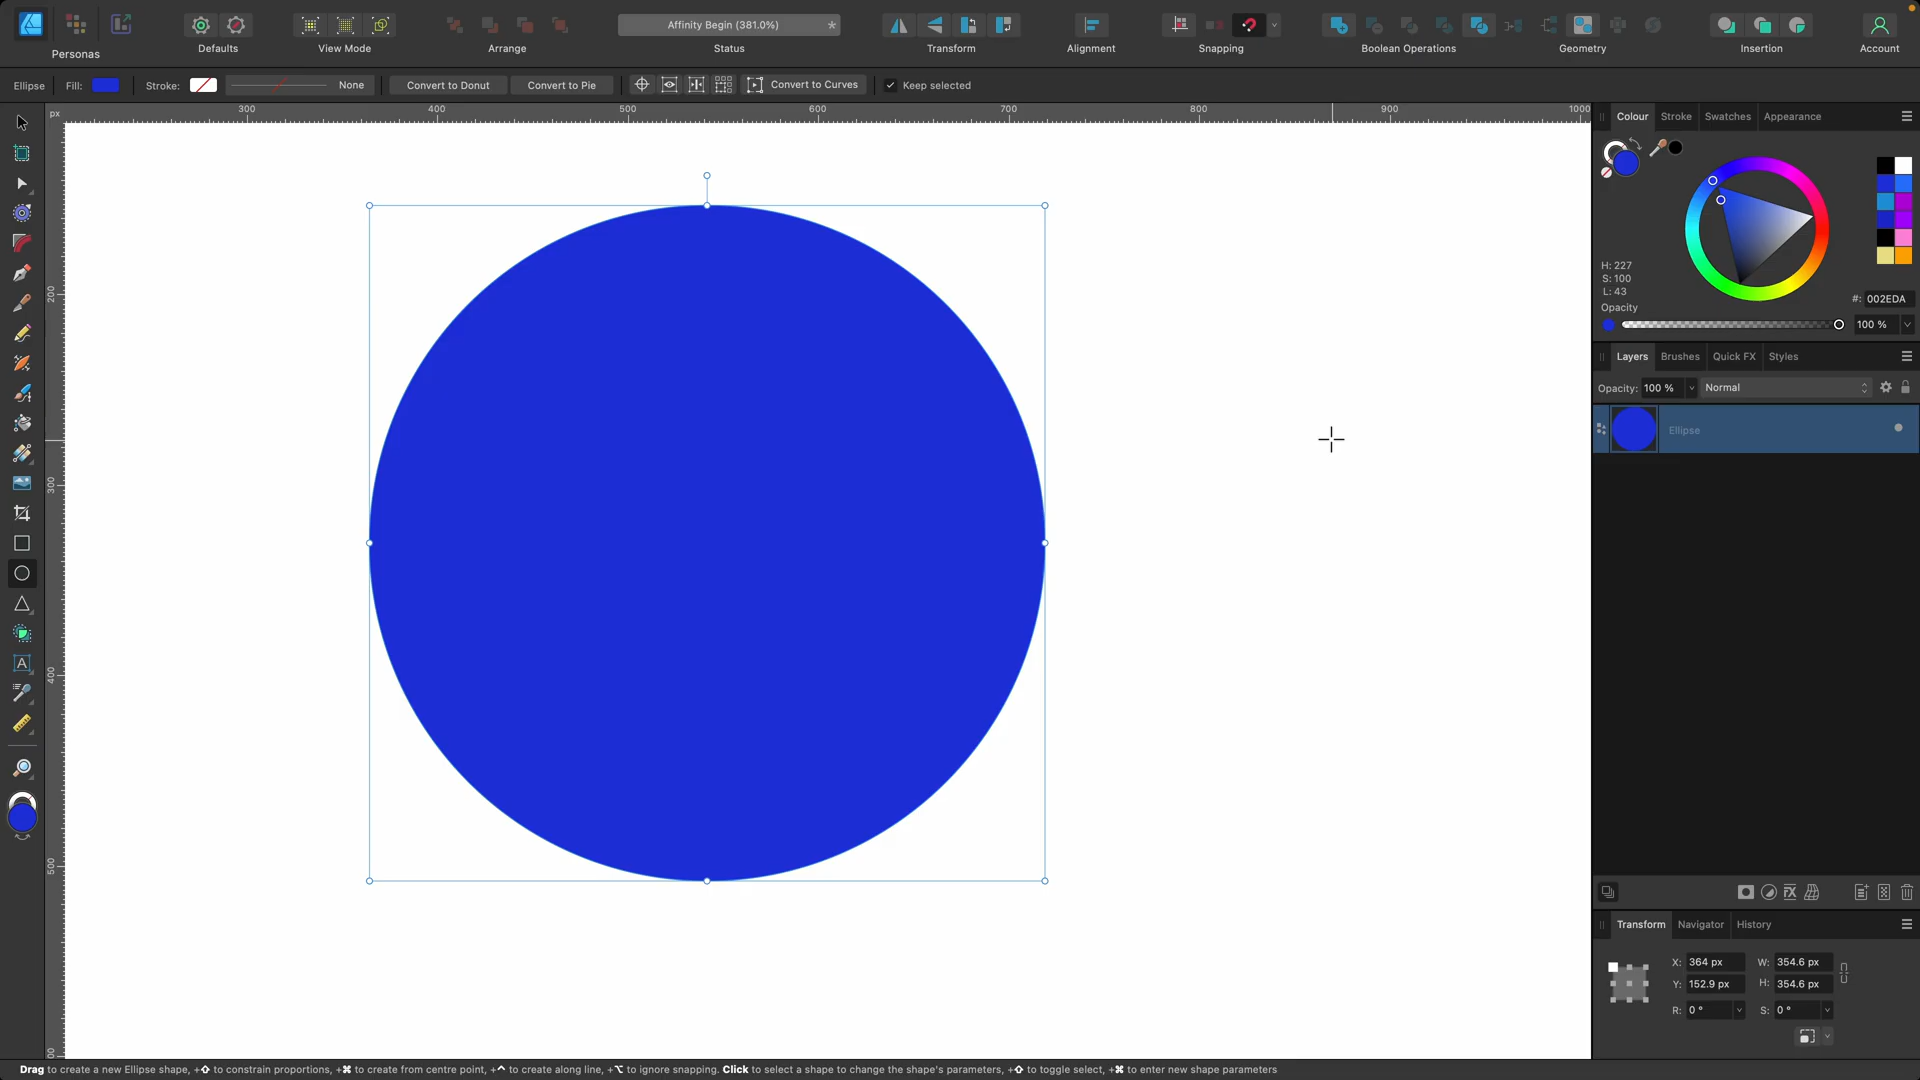 Affinity Begin (381.0%) *
Personas
Defaults
View Mode
Arrange
Status
Transform
Alignment
Snapping
Boolean Operations
Geometry
Insertion
Account
Ellipse Fill: Stroke: None Convert to Donut Convert to Pie Convert to Curves Keep selected
px 300 400 500 600 700 800 900 1000
200
300
400
500
Colour Stroke Swatches Appearance
H: 227
S: 100
L: 43
#: 002EDA
Opacity
100 %
Layers Brushes Quick FX Styles
Opacity: 100 % Normal
Ellipse
A
FX
Transform Navigator History
X: 364 px W: 354.6 px
Y: 152.9 px H: 354.6 px
R: 0 ° S: 0 °
Drag to create a new Ellipse shape, +⇧ to constrain proportions, +⌘ to create from centre point, +⌃ to create along line, +⌥ to ignore snapping. Click to select a shape to change the shape's parameters, +⇧ to toggle select, +⌘ to enter new shape parameters